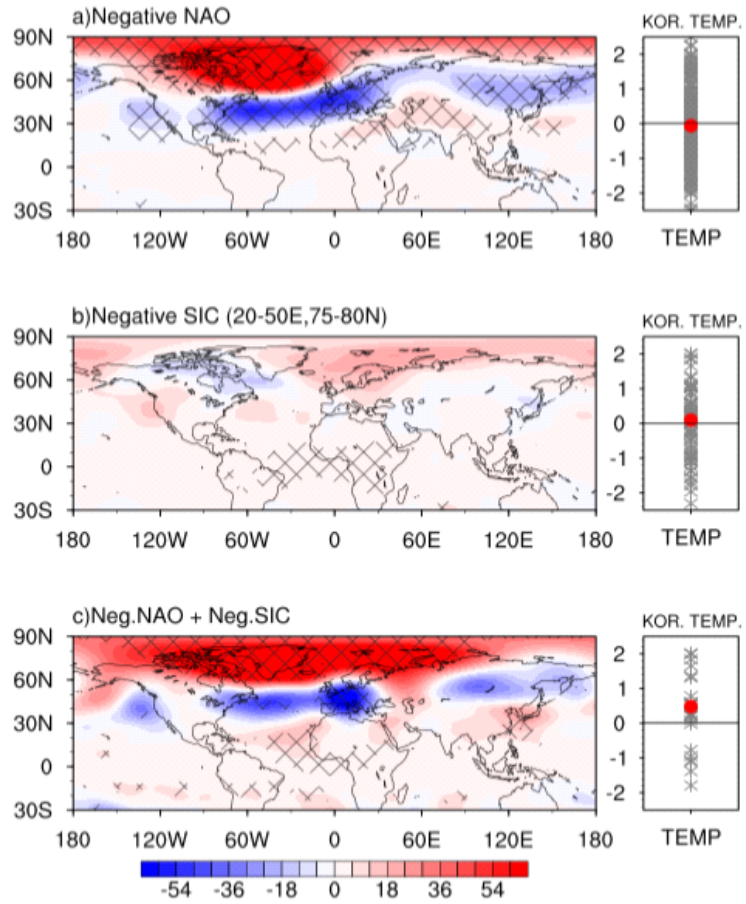 a)Negative NAO
KOR. TEMP.
90N
60N
30N
0
30S
180 120W 60W 0 60E 120E 180
2
1
0
-1
-2
TEMP
b)Negative SIC (20-50E,75-80N)
KOR. TEMP.
90N
60N
30N
0
30S
180 120W 60W 0 60E 120E 180
2
1
0
-1
-2
TEMP
c)Neg.NAO + Neg.SIC
KOR. TEMP.
90N
60N
30N
0
30S
180 120W 60W 0 60E 120E 180
2
1
0
-1
-2
TEMP
-54 -36 -18 0 18 36 54